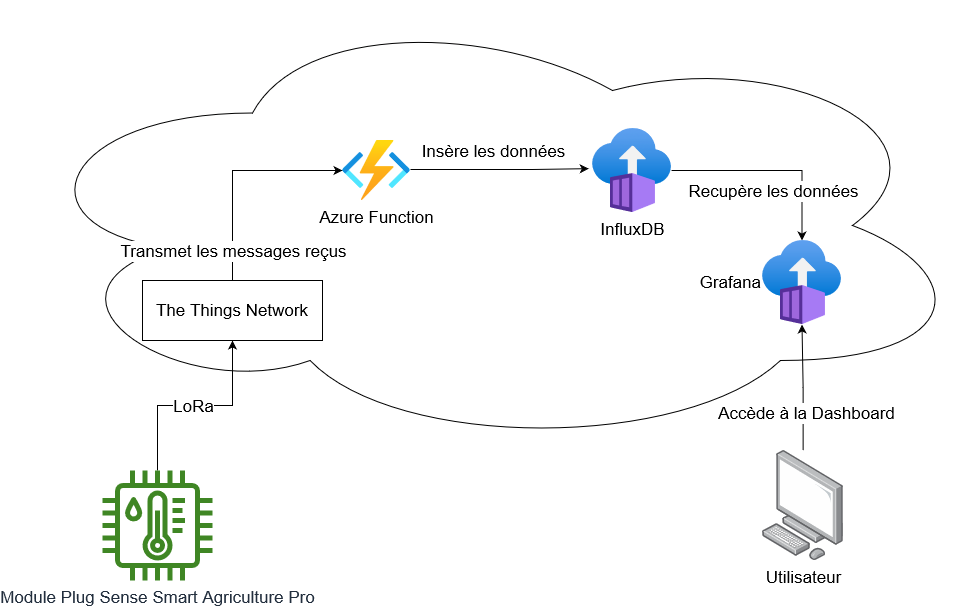 Insère les données
Azure Function
Recupère les données
InfluxDB
Transmet les messages reçus
Grafana
The Things Network
LoRa
Accède à la Dashboard
Utilisateur
Module Plug Sense Smart Agriculture Pro